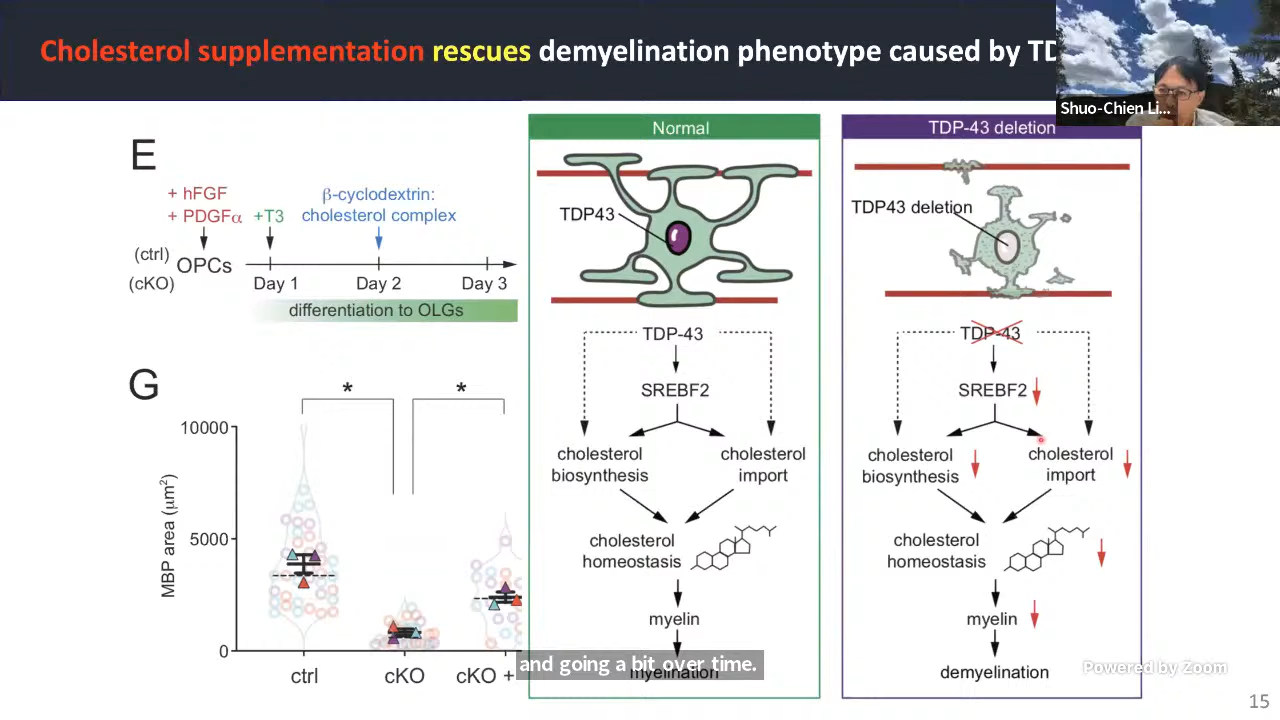 Cholesterol supplementation rescues demyelination phenotype caused by TD
Shuo-Chien Li...
E
+ hFGF
+ PDGFα +T3
β-cyclodextrin:
cholesterol complex
(ctrl)
(cKO)
OPCs
Day 1 Day 2 Day 3
differentiation to OLGs
G
* *
MBP area (μm²)
10000
5000
0
ctrl cKO cKO +
Normal
TDP43
TDP-43
SREBF2
cholesterol
biosynthesis
cholesterol
import
cholesterol
homeostasis
myelin
myelination
TDP-43 deletion
TDP43 deletion
TDP-43
SREBF2
cholesterol
biosynthesis
cholesterol
import
cholesterol
homeostasis
myelin
demyelination
and going a bit over time.
Powered by Zoom
15